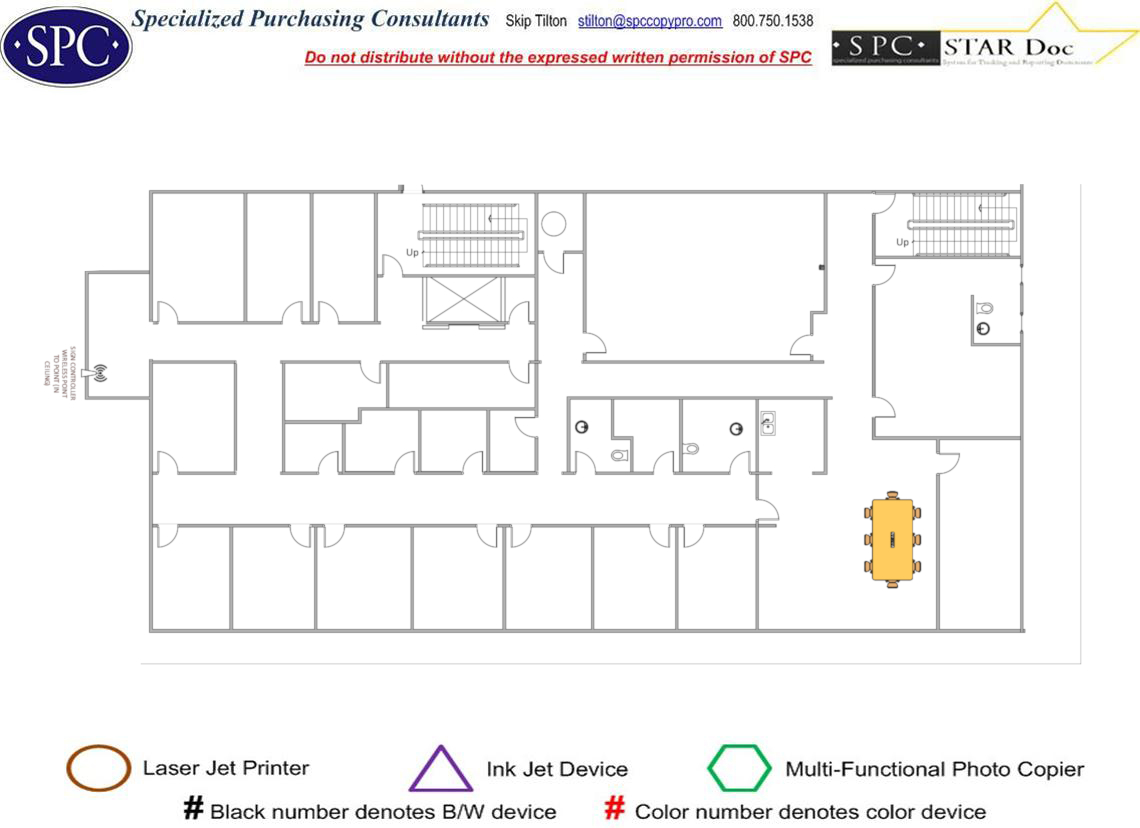 ·SPC·
Specialized Purchasing Consultants Skip Tilton stilton@spccopypro.com 800.750.1538
Do not distribute without the expressed written permission of SPC
·SPC· STAR Doc
specialized purchasing consultants System for Tracking and Reporting Documents
Up
Up
SIGN CONTROLLER
WIRELESS POINT
TO POINT (IN
CEILING)
Laser Jet Printer
Ink Jet Device
Multi-Functional Photo Copier
# Black number denotes B/W device
# Color number denotes color device